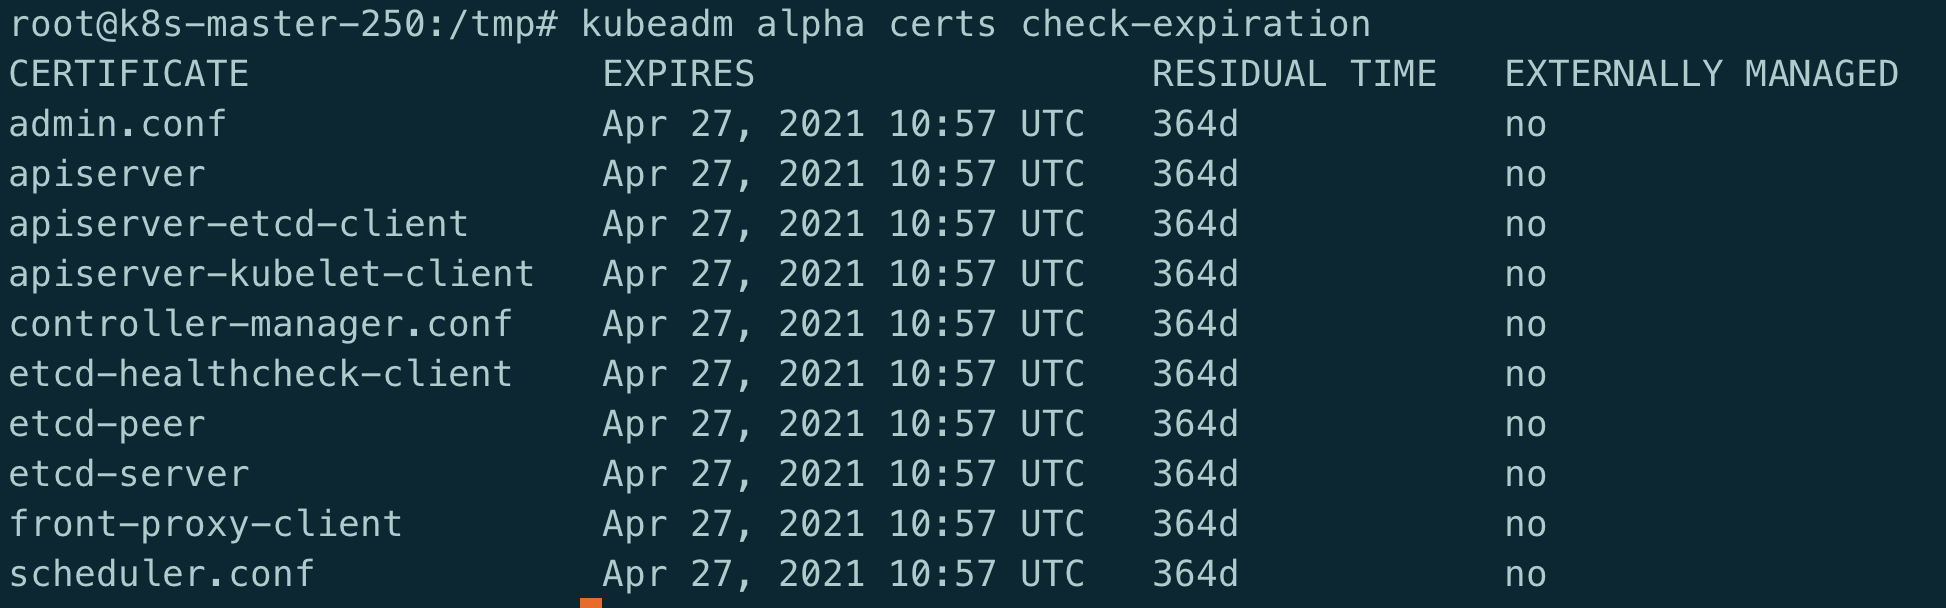 root@k8s-master-250:/tmp# kubeadm alpha certs check-expiration
CERTIFICATE                EXPIRES                  RESIDUAL TIME   EXTERNALLY MANAGED
admin.conf                 Apr 27, 2021 10:57 UTC   364d            no
apiserver                  Apr 27, 2021 10:57 UTC   364d            no
apiserver-etcd-client      Apr 27, 2021 10:57 UTC   364d            no
apiserver-kubelet-client   Apr 27, 2021 10:57 UTC   364d            no
controller-manager.conf    Apr 27, 2021 10:57 UTC   364d            no
etcd-healthcheck-client    Apr 27, 2021 10:57 UTC   364d            no
etcd-peer                  Apr 27, 2021 10:57 UTC   364d            no
etcd-server                Apr 27, 2021 10:57 UTC   364d            no
front-proxy-client         Apr 27, 2021 10:57 UTC   364d            no
scheduler.conf             Apr 27, 2021 10:57 UTC   364d            no